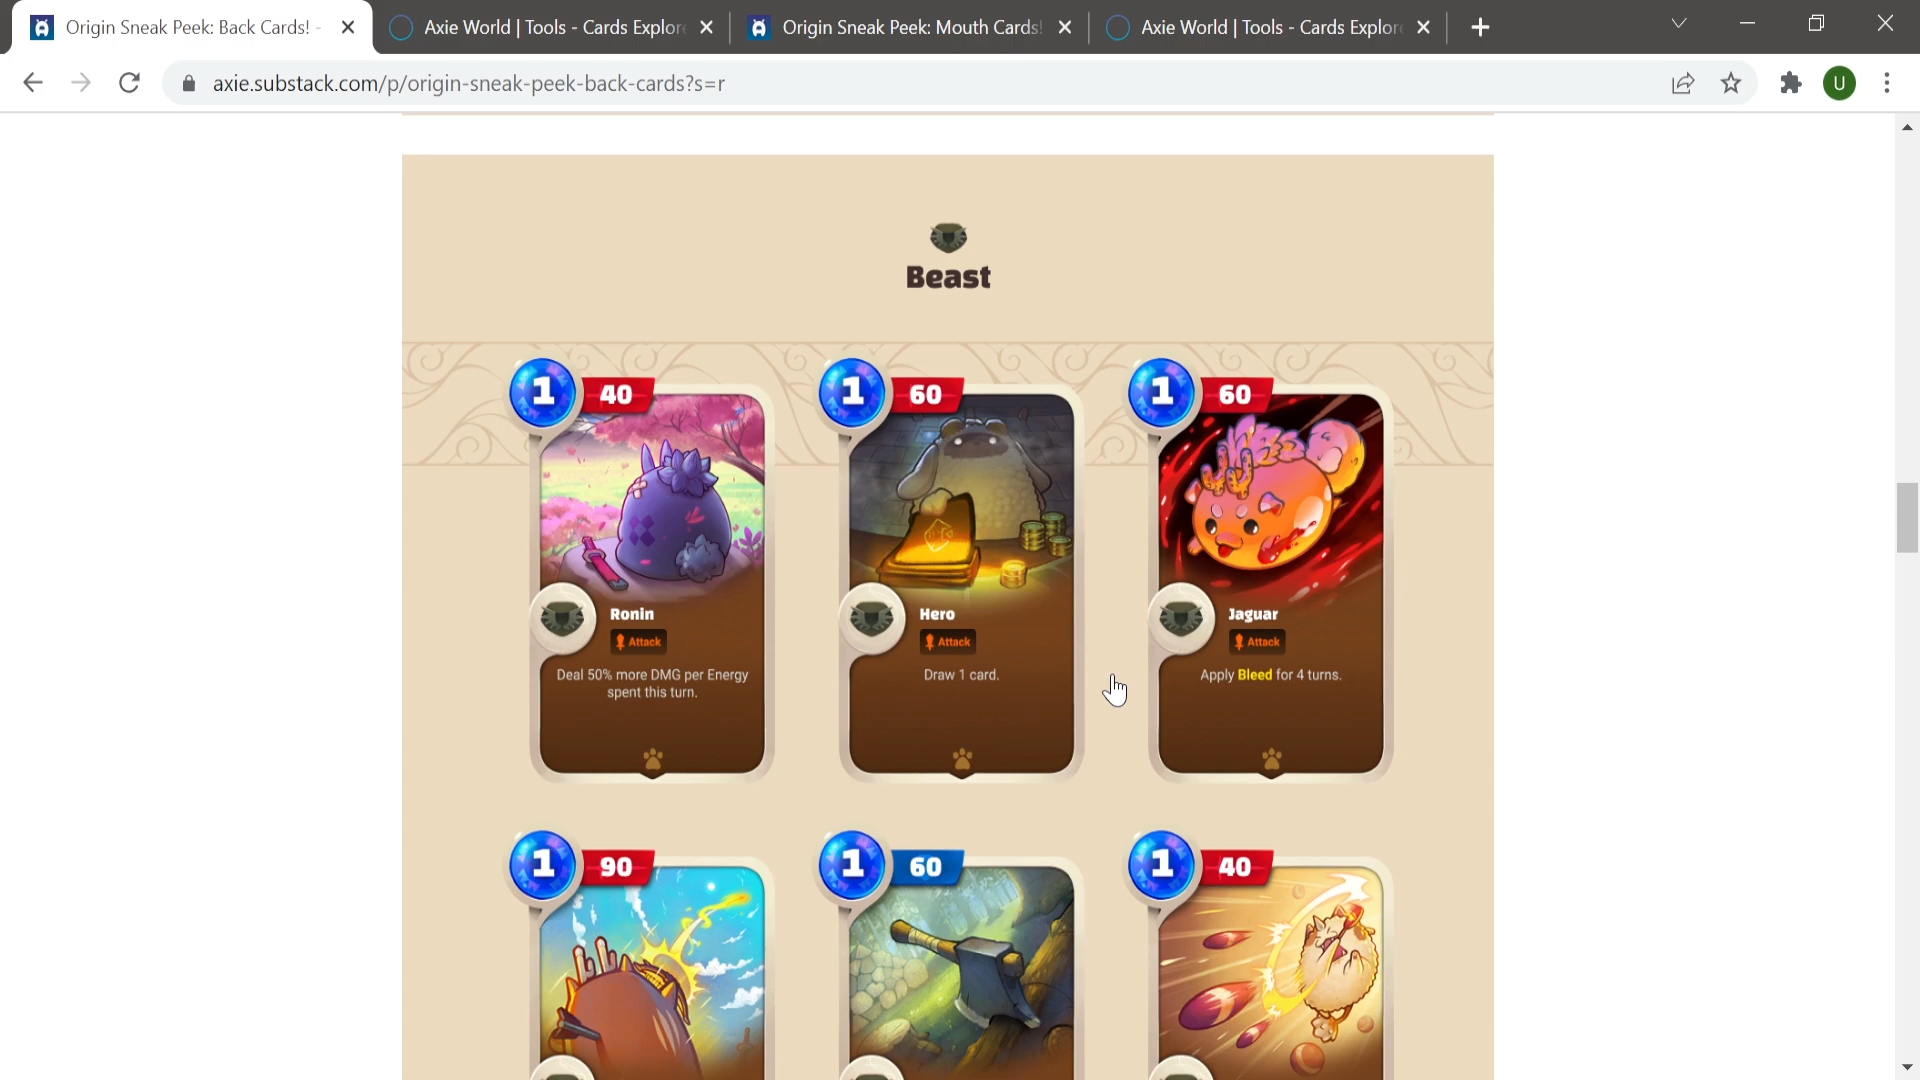 Origin Sneak Peek: Back Cards! -
Axie World | Tools - Cards Explore
Origin Sneak Peek: Mouth Cards!
Axie World | Tools - Cards Explore
axie.substack.com/p/origin-sneak-peek-back-cards?s=r
U
Beast
1 40
1 60
1 60
Ronin
Attack
Deal 50% more DMG per Energy
spent this turn.
Hero
Attack
Draw 1 card.
Jaguar
Attack
Apply Bleed for 4 turns.
1 90
1 60
1 40